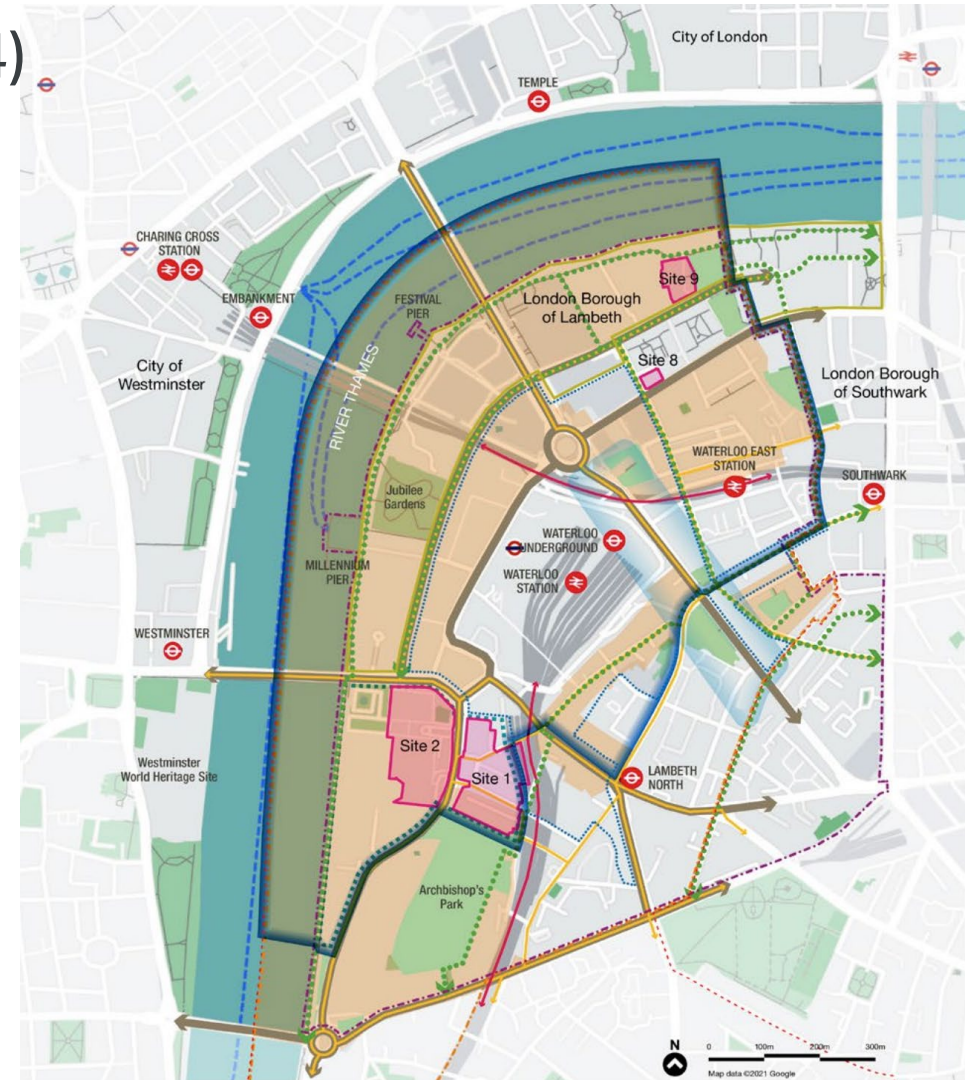 4)
City of London
TEMPLE
CHARING CROSS
STATION
EMBANKMENT
FESTIVAL
PIER
London Borough
of Lambeth
Site 9
Site 8
City of
Westminster
RIVER THAMES
London Borough
of Southwark
WATERLOO EAST
STATION
SOUTHWARK
Jubilee
Gardens
WATERLOO
UNDERGROUND
WATERLOO
STATION
MILLENNIUM
PIER
WESTMINSTER
Site 2
Site 1
Westminster
World Heritage Site
LAMBETH
NORTH
Archbishop's
Park
N
0 100m 200m 300m
Map data ©2021 Google